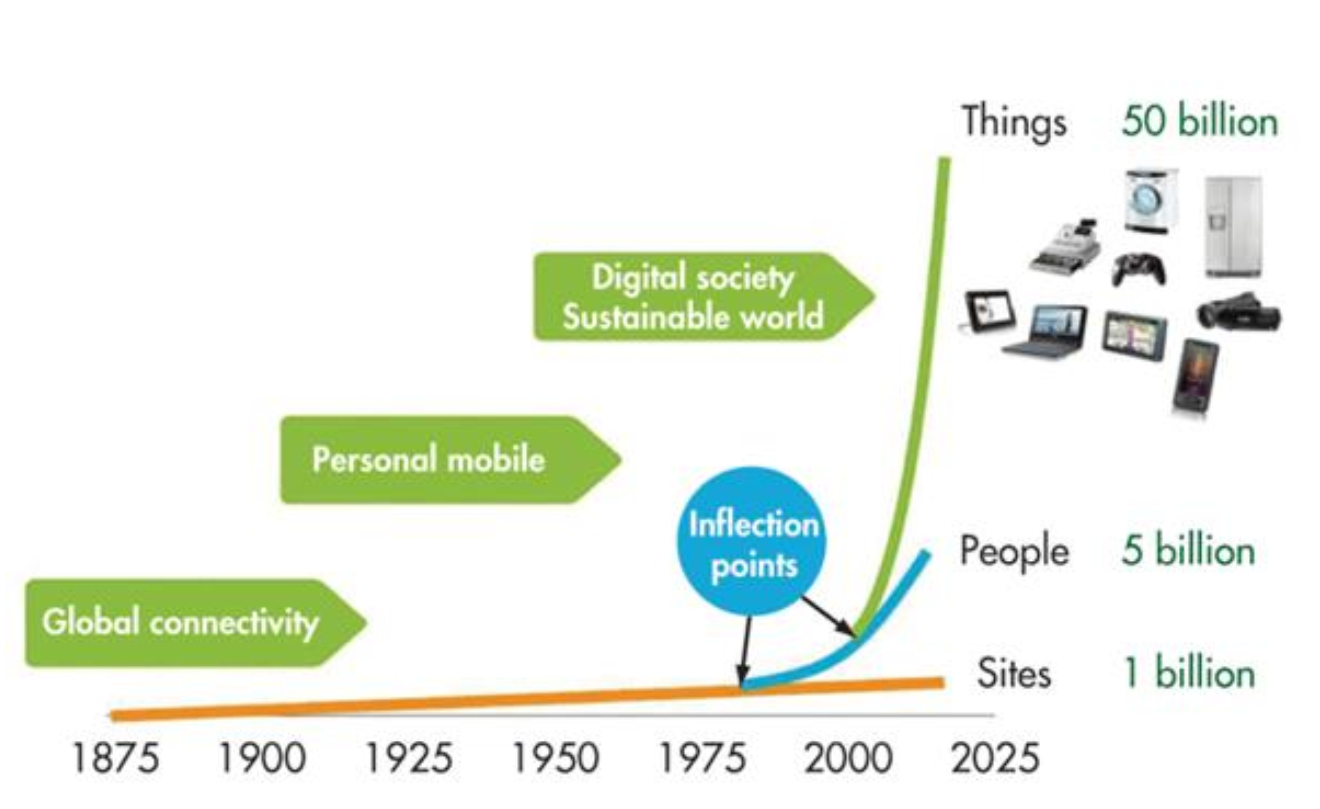 Things 50 billion
Digital society
Sustainable world
Personal mobile
Inflection
points
People 5 billion
Global connectivity
Sites 1 billion
1875 1900 1925 1950 1975 2000 2025